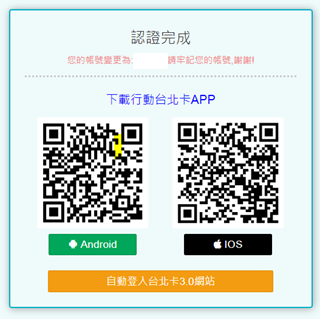 認證完成
您的帳號變更為: 請牢記您的帳號,謝謝!
下載行動台北卡APP
Android
IOS
自動登入台北卡3.0網站